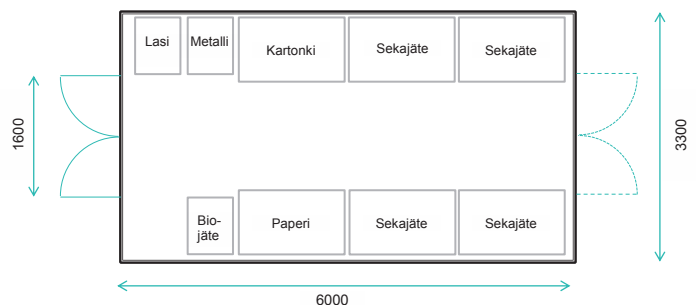 Lasi
Metalli
Kartonki
Sekajäte
Sekajäte
1600
3300
Bio-
jäte
Paperi
Sekajäte
Sekajäte
6000